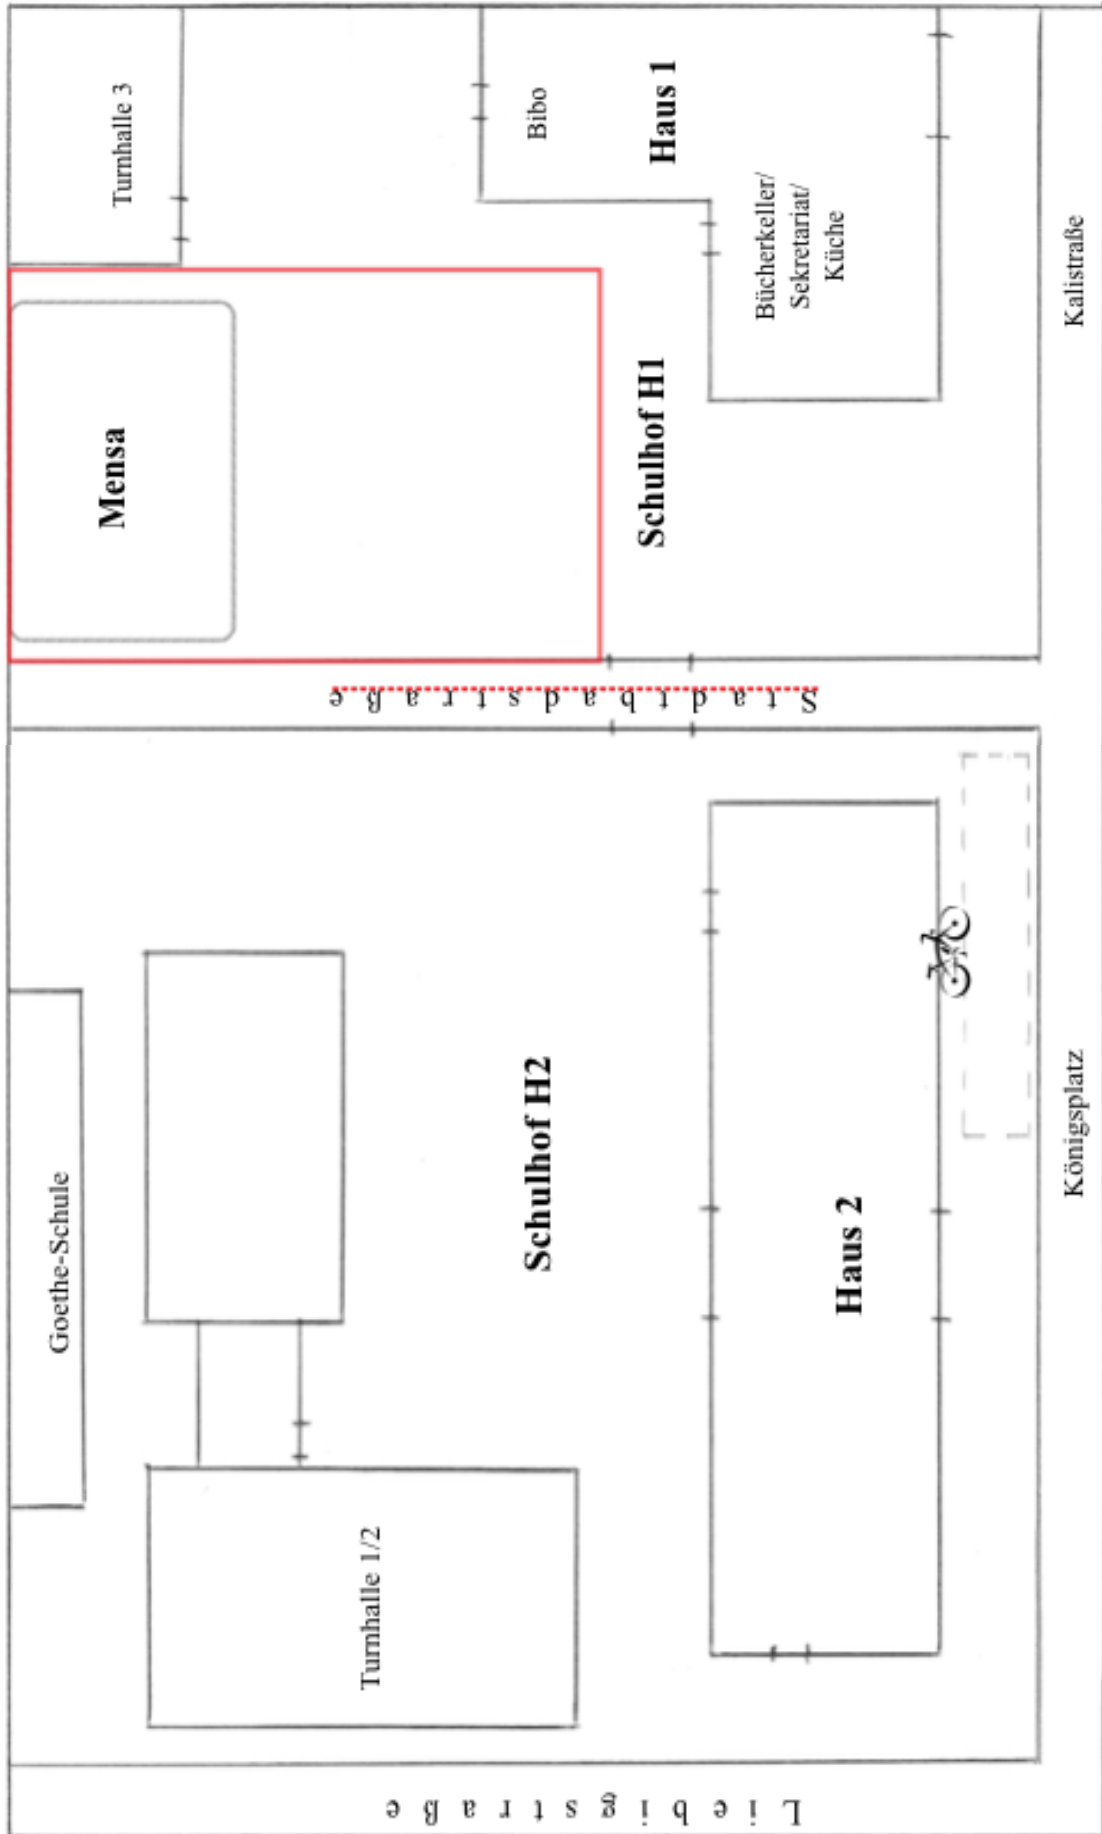 Goethe-Schule
Turnhalle 1/2
Mensa
Turnhalle 3
Liebigstraße
Schulhof H2
Stadtbadstraße
Schulhof H1
Bibo
Haus 1
Haus 2
Bücherkeller/
Sekretariat/
Küche
Königsplatz
Kalistraße